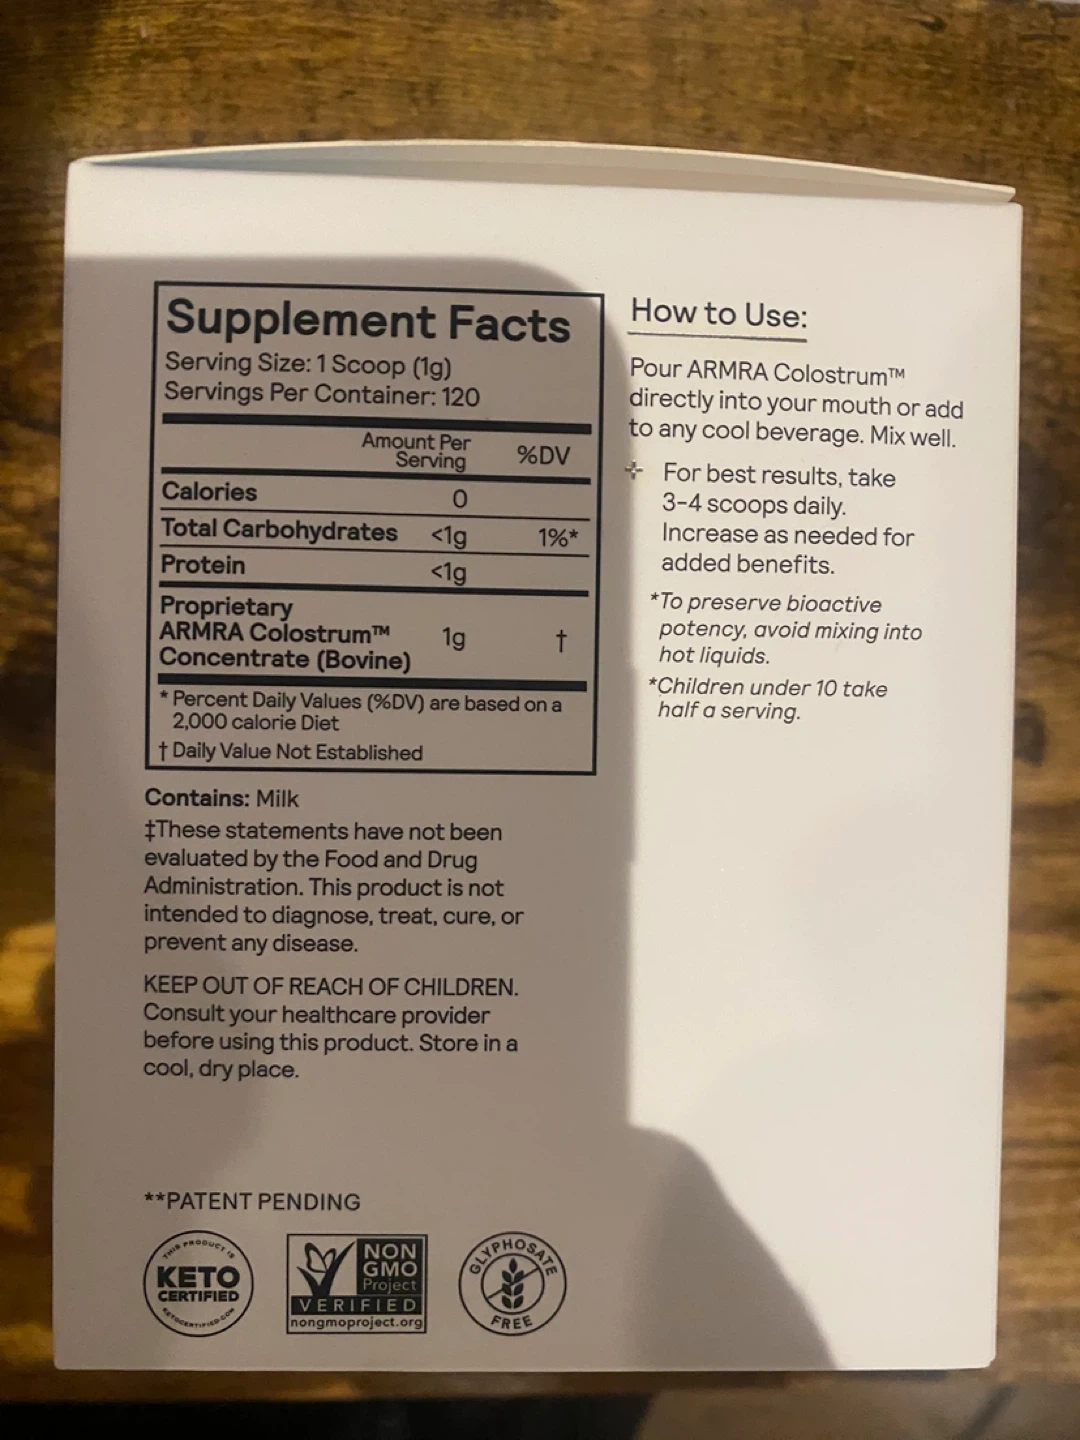 Supplement Facts
Serving Size: 1 Scoop (1g)
Servings Per Container: 120
Amount Per
Serving
%DV
Calories 0
Total Carbohydrates <1g 1%*
Protein <1g
Proprietary
ARMRA Colostrum™ 1g †
Concentrate (Bovine)
* Percent Daily Values (%DV) are based on a
2,000 calorie Diet
† Daily Value Not Established
Contains: Milk
‡These statements have not been
evaluated by the Food and Drug
Administration. This product is not
intended to diagnose, treat, cure, or
prevent any disease.
KEEP OUT OF REACH OF CHILDREN.
Consult your healthcare provider
before using this product. Store in a
cool, dry place.
**PATENT PENDING
THIS PRODUCT IS
KETO
CERTIFIED
KETOCERTIFIED.COM
NON
GMO
Project
VERIFIED
nongmoproject.org
GLYPHOSATE
FREE
How to Use:
Pour ARMRA Colostrum™
directly into your mouth or add
to any cool beverage. Mix well.
For best results, take
3-4 scoops daily.
Increase as needed for
added benefits.
*To preserve bioactive
potency, avoid mixing into
hot liquids.
*Children under 10 take
half a serving.